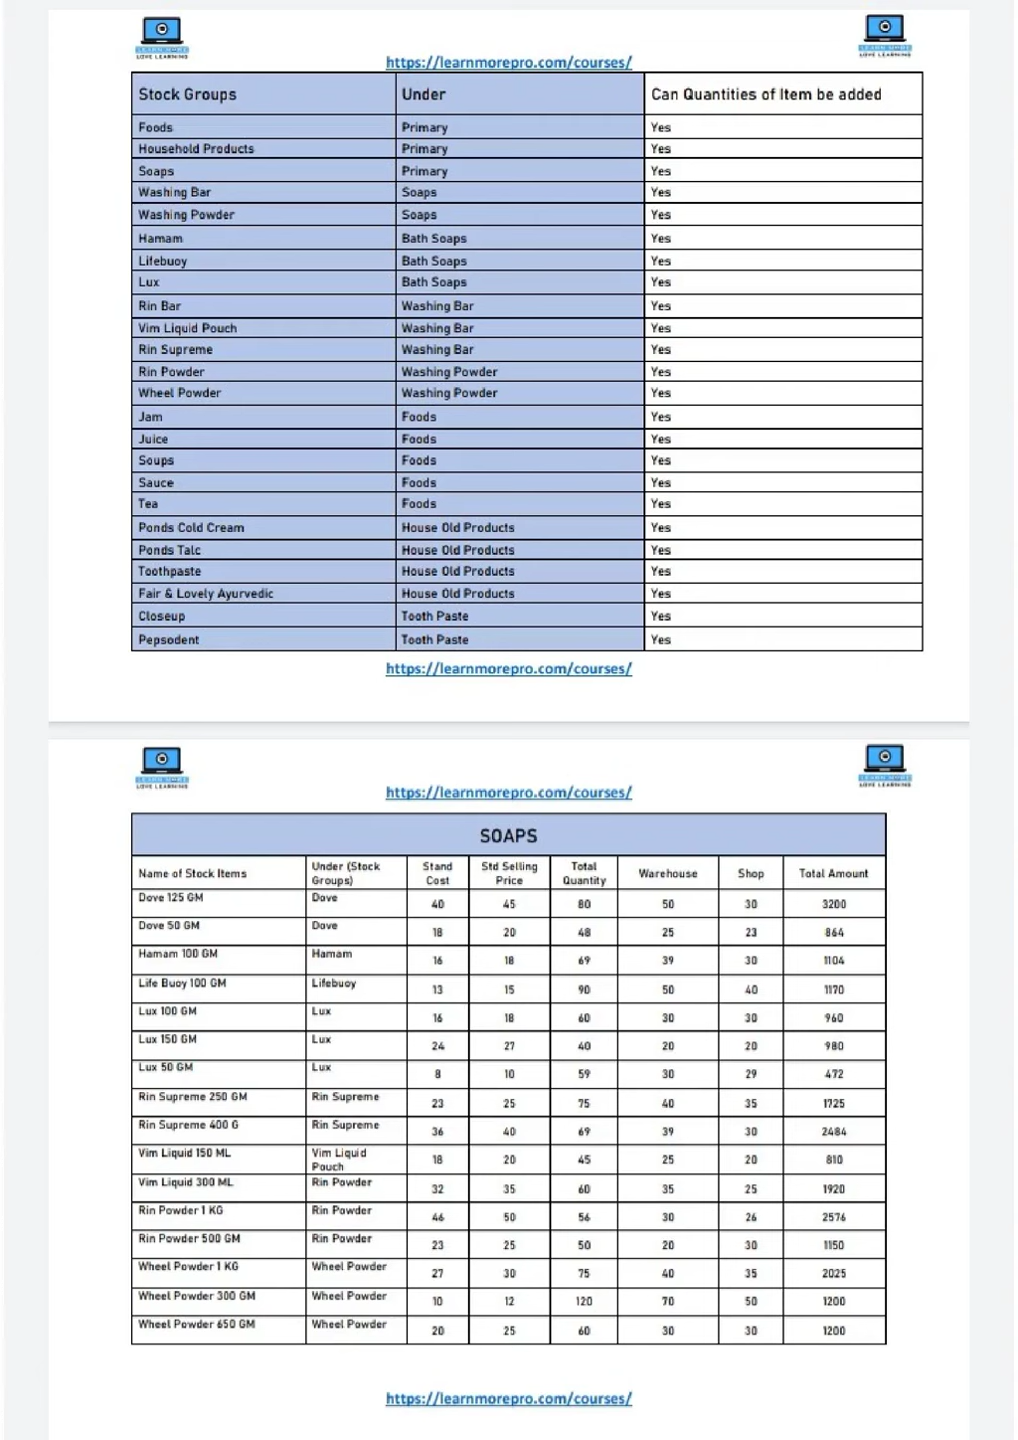 LEARN MORE LEARN MORE
LOVE LEARNING LOVE LEARNING
https://learnmorepro.com/courses/
Stock Groups Under Can Quantities of Item be added
Foods Primary Yes
Household Products Primary Yes
Soaps Primary Yes
Washing Bar Soaps Yes
Washing Powder Soaps Yes
Hamam Bath Soaps Yes
Lifebuoy Bath Soaps Yes
Lux Bath Soaps Yes
Rin Bar Washing Bar Yes
Vim Liquid Pouch Washing Bar Yes
Rin Supreme Washing Bar Yes
Rin Powder Washing Powder Yes
Wheel Powder Washing Powder Yes
Jam Foods Yes
Juice Foods Yes
Soups Foods Yes
Sauce Foods Yes
Tea Foods Yes
Ponds Cold Cream House Old Products Yes
Ponds Talc House Old Products Yes
Toothpaste House Old Products Yes
Fair & Lovely Ayurvedic House Old Products Yes
Closeup Tooth Paste Yes
Pepsodent Tooth Paste Yes
https://learnmorepro.com/courses/
LEARN MORE LEARN MORE
LOVE LEARNING LOVE LEARNING
https://learnmorepro.com/courses/
SOAPS
Name of Stock Items Under (Stock Groups) Stand Cost Std Selling Price Total Quantity Warehouse Shop Total Amount
Dove 125 GM Dove 40 45 80 50 30 3200
Dove 50 GM Dove 18 20 48 25 23 864
Hamam 100 GM Hamam 16 18 69 39 30 1104
Life Buoy 100 GM Lifebuoy 13 15 90 50 40 1170
Lux 100 GM Lux 16 18 60 30 30 960
Lux 150 GM Lux 24 27 40 20 20 980
Lux 50 GM Lux 8 10 59 30 29 472
Rin Supreme 250 GM Rin Supreme 23 25 75 40 35 1725
Rin Supreme 400 G Rin Supreme 36 40 69 39 30 2484
Vim Liquid 150 ML Vim Liquid Pouch 18 20 45 25 20 810
Vim Liquid 300 ML Rin Powder 32 35 60 35 25 1920
Rin Powder 1 KG Rin Powder 46 50 56 30 26 2576
Rin Powder 500 GM Rin Powder 23 25 50 20 30 1150
Wheel Powder 1 KG Wheel Powder 27 30 75 40 35 2025
Wheel Powder 300 GM Wheel Powder 10 12 120 70 50 1200
Wheel Powder 650 GM Wheel Powder 20 25 60 30 30 1200
https://learnmorepro.com/courses/